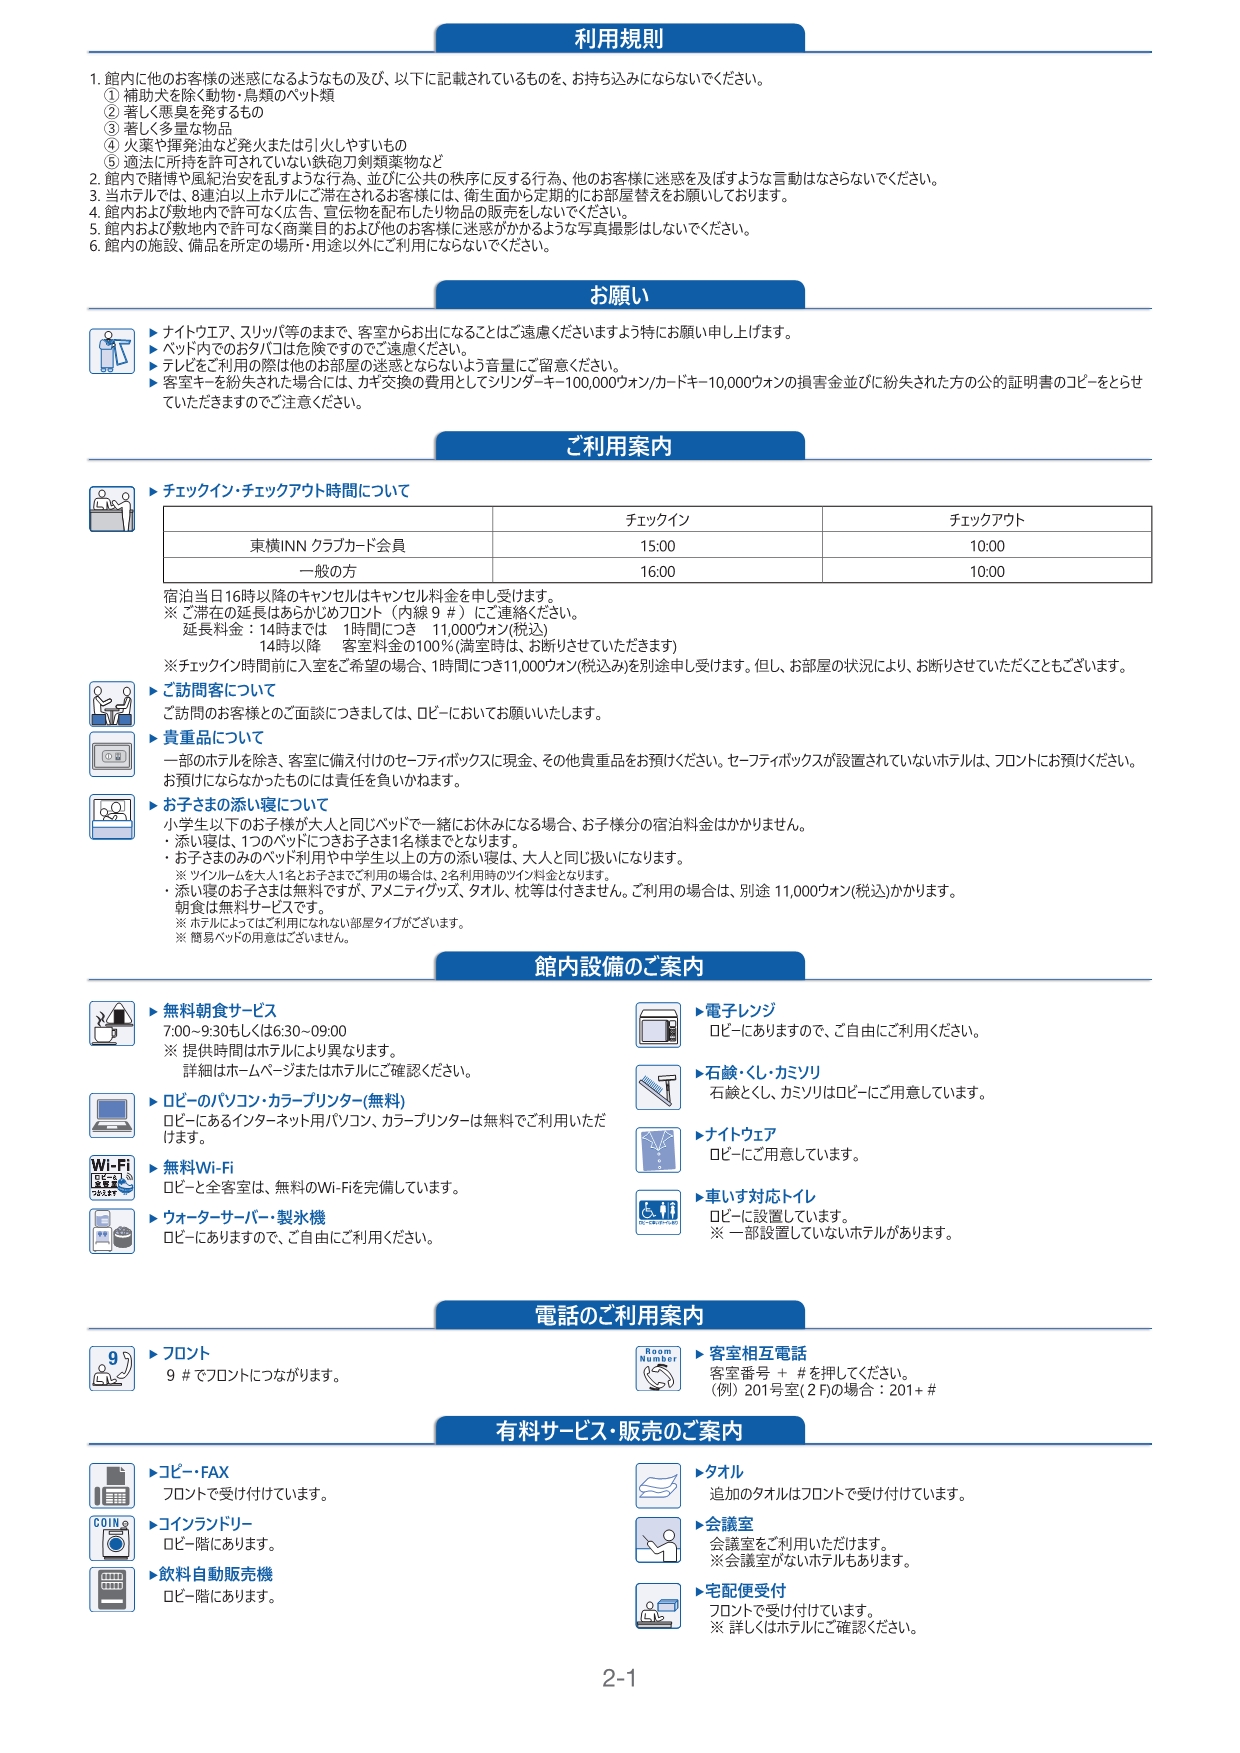 利用規則
1. 館内に他のお客様の迷惑になるようなもの及び、以下に記載されているものを、お持ち込みにならないでください。
① 補助犬を除く動物・鳥類のペット類
② 著しく悪臭を発するもの
③ 著しく多量な物品
④ 火薬や揮発油など発火または引火しやすいもの
⑤ 適法に所持を許可されていない鉄砲刀剣類薬物など
2. 館内で賭博や風紀治安を乱すような行為、並びに公共の秩序に反する行為、他のお客様に迷惑を及ぼすような言動はなさらないでください。
3. 当ホテルでは、8連泊以上ホテルにご滞在されるお客様には、衛生面から定期的にお部屋替えをお願いしております。
4. 館内および敷地内で許可なく広告、宣伝物を配布したり物品の販売をしないでください。
5. 館内および敷地内で許可なく商業目的および他のお客様に迷惑がかかるような写真撮影はしないでください。
6. 館内の施設、備品を所定の場所・用途以外にご利用にならないでください。
お願い
▶ ナイトウエア、スリッパ等のままで、客室からお出になることはご遠慮くださいますよう特にお願い申し上げます。
▶ ベッド内でのおタバコは危険ですのでご遠慮ください。
▶ テレビをご利用の際は他のお部屋の迷惑とならないよう音量にご留意ください。
▶ 客室キーを紛失された場合には、カギ交換の費用としてシリンダーキー100,000ウォン/カードキー10,000ウォンの損害金並びに紛失された方の公的証明書のコピーをとらせ
ていただきますのでご注意ください。
ご利用案内
▶ チェックイン・チェックアウト時間について
チェックイン チェックアウト
東横INN クラブカード会員 15:00 10:00
一般の方 16:00 10:00
宿泊当日16時以降のキャンセルはキャンセル料金を申し受けます。
※ ご滞在の延長はあらかじめフロント（内線 9 #）にご連絡ください。
延長料金：14時までは 1時間につき 11,000ウォン(税込)
14時以降 客室料金の100%(満室時は、お断りさせていただきます)
※チェックイン時間前に入室をご希望の場合、1時間につき11,000ウォン(税込み)を別途申し受けます。但し、お部屋の状況により、お断りさせていただくこともございます。
▶ ご訪問客について
ご訪問のお客様とのご面談につきましては、ロビーにおいてお願いいたします。
▶ 貴重品について
一部のホテルを除き、客室に備え付けのセーフティボックスに現金、その他貴重品をお預けください。セーフティボックスが設置されていないホテルは、フロントにお預けください。
お預けにならなかったものには責任を負いかねます。
▶ お子さまの添い寝について
小学生以下のお子様が大人と同じベッドで一緒にお休みになる場合、お子様分の宿泊料金はかかりません。
・添い寝は、1つのベッドにつきお子さま1名様までとなります。
・お子さまのみのベッド利用や中学生以上の方の添い寝は、大人と同じ扱いになります。
※ ツインルームを大人1名とお子さまでご利用の場合は、2名利用時のツイン料金となります。
・添い寝のお子さまは無料ですが、アメニティグッズ、タオル、枕等は付きません。ご利用の場合は、別途 11,000ウォン(税込)かかります。
朝食は無料サービスです。
※ ホテルによってはご利用になれない部屋タイプがございます。
※ 簡易ベッドの用意はございません。
館内設備のご案内
▶ 無料朝食サービス
7:00~9:30もしくは6:30~09:00
※ 提供時間はホテルにより異なります。
詳細はホームページまたはホテルにご確認ください。
▶ ロビーのパソコン・カラープリンター(無料)
ロビーにあるインターネット用パソコン、カラープリンターは無料でご利用いただ
けます。
Wi-Fi
ロビー&
全客室
つかえます
▶ 無料Wi-Fi
ロビーと全客室は、無料のWi-Fiを完備しています。
▶ ウォーターサーバー・製氷機
ロビーにありますので、ご自由にご利用ください。
▶電子レンジ
ロビーにありますので、ご自由にご利用ください。
▶石鹸・くし・カミソリ
石鹸とくし、カミソリはロビーにご用意しています。
▶ナイトウェア
ロビーにご用意しています。
▶車いす対応トイレ
ロビーに設置しています。
※ 一部設置していないホテルがあります。
電話のご利用案内
9
▶ フロント
9 #でフロントにつながります。
Room
Number
▶ 客室相互電話
客室番号 + #を押してください。
（例）201号室(2F)の場合：201+ #
有料サービス・販売のご案内
▶コピー・FAX
フロントで受け付けています。
COIN
▶コインランドリー
ロビー階にあります。
▶飲料自動販売機
ロビー階にあります。
▶タオル
追加のタオルはフロントで受け付けています。
▶会議室
会議室をご利用いただけます。
※会議室がないホテルもあります。
▶宅配便受付
フロントで受け付けています。
※ 詳しくはホテルにご確認ください。
2-1